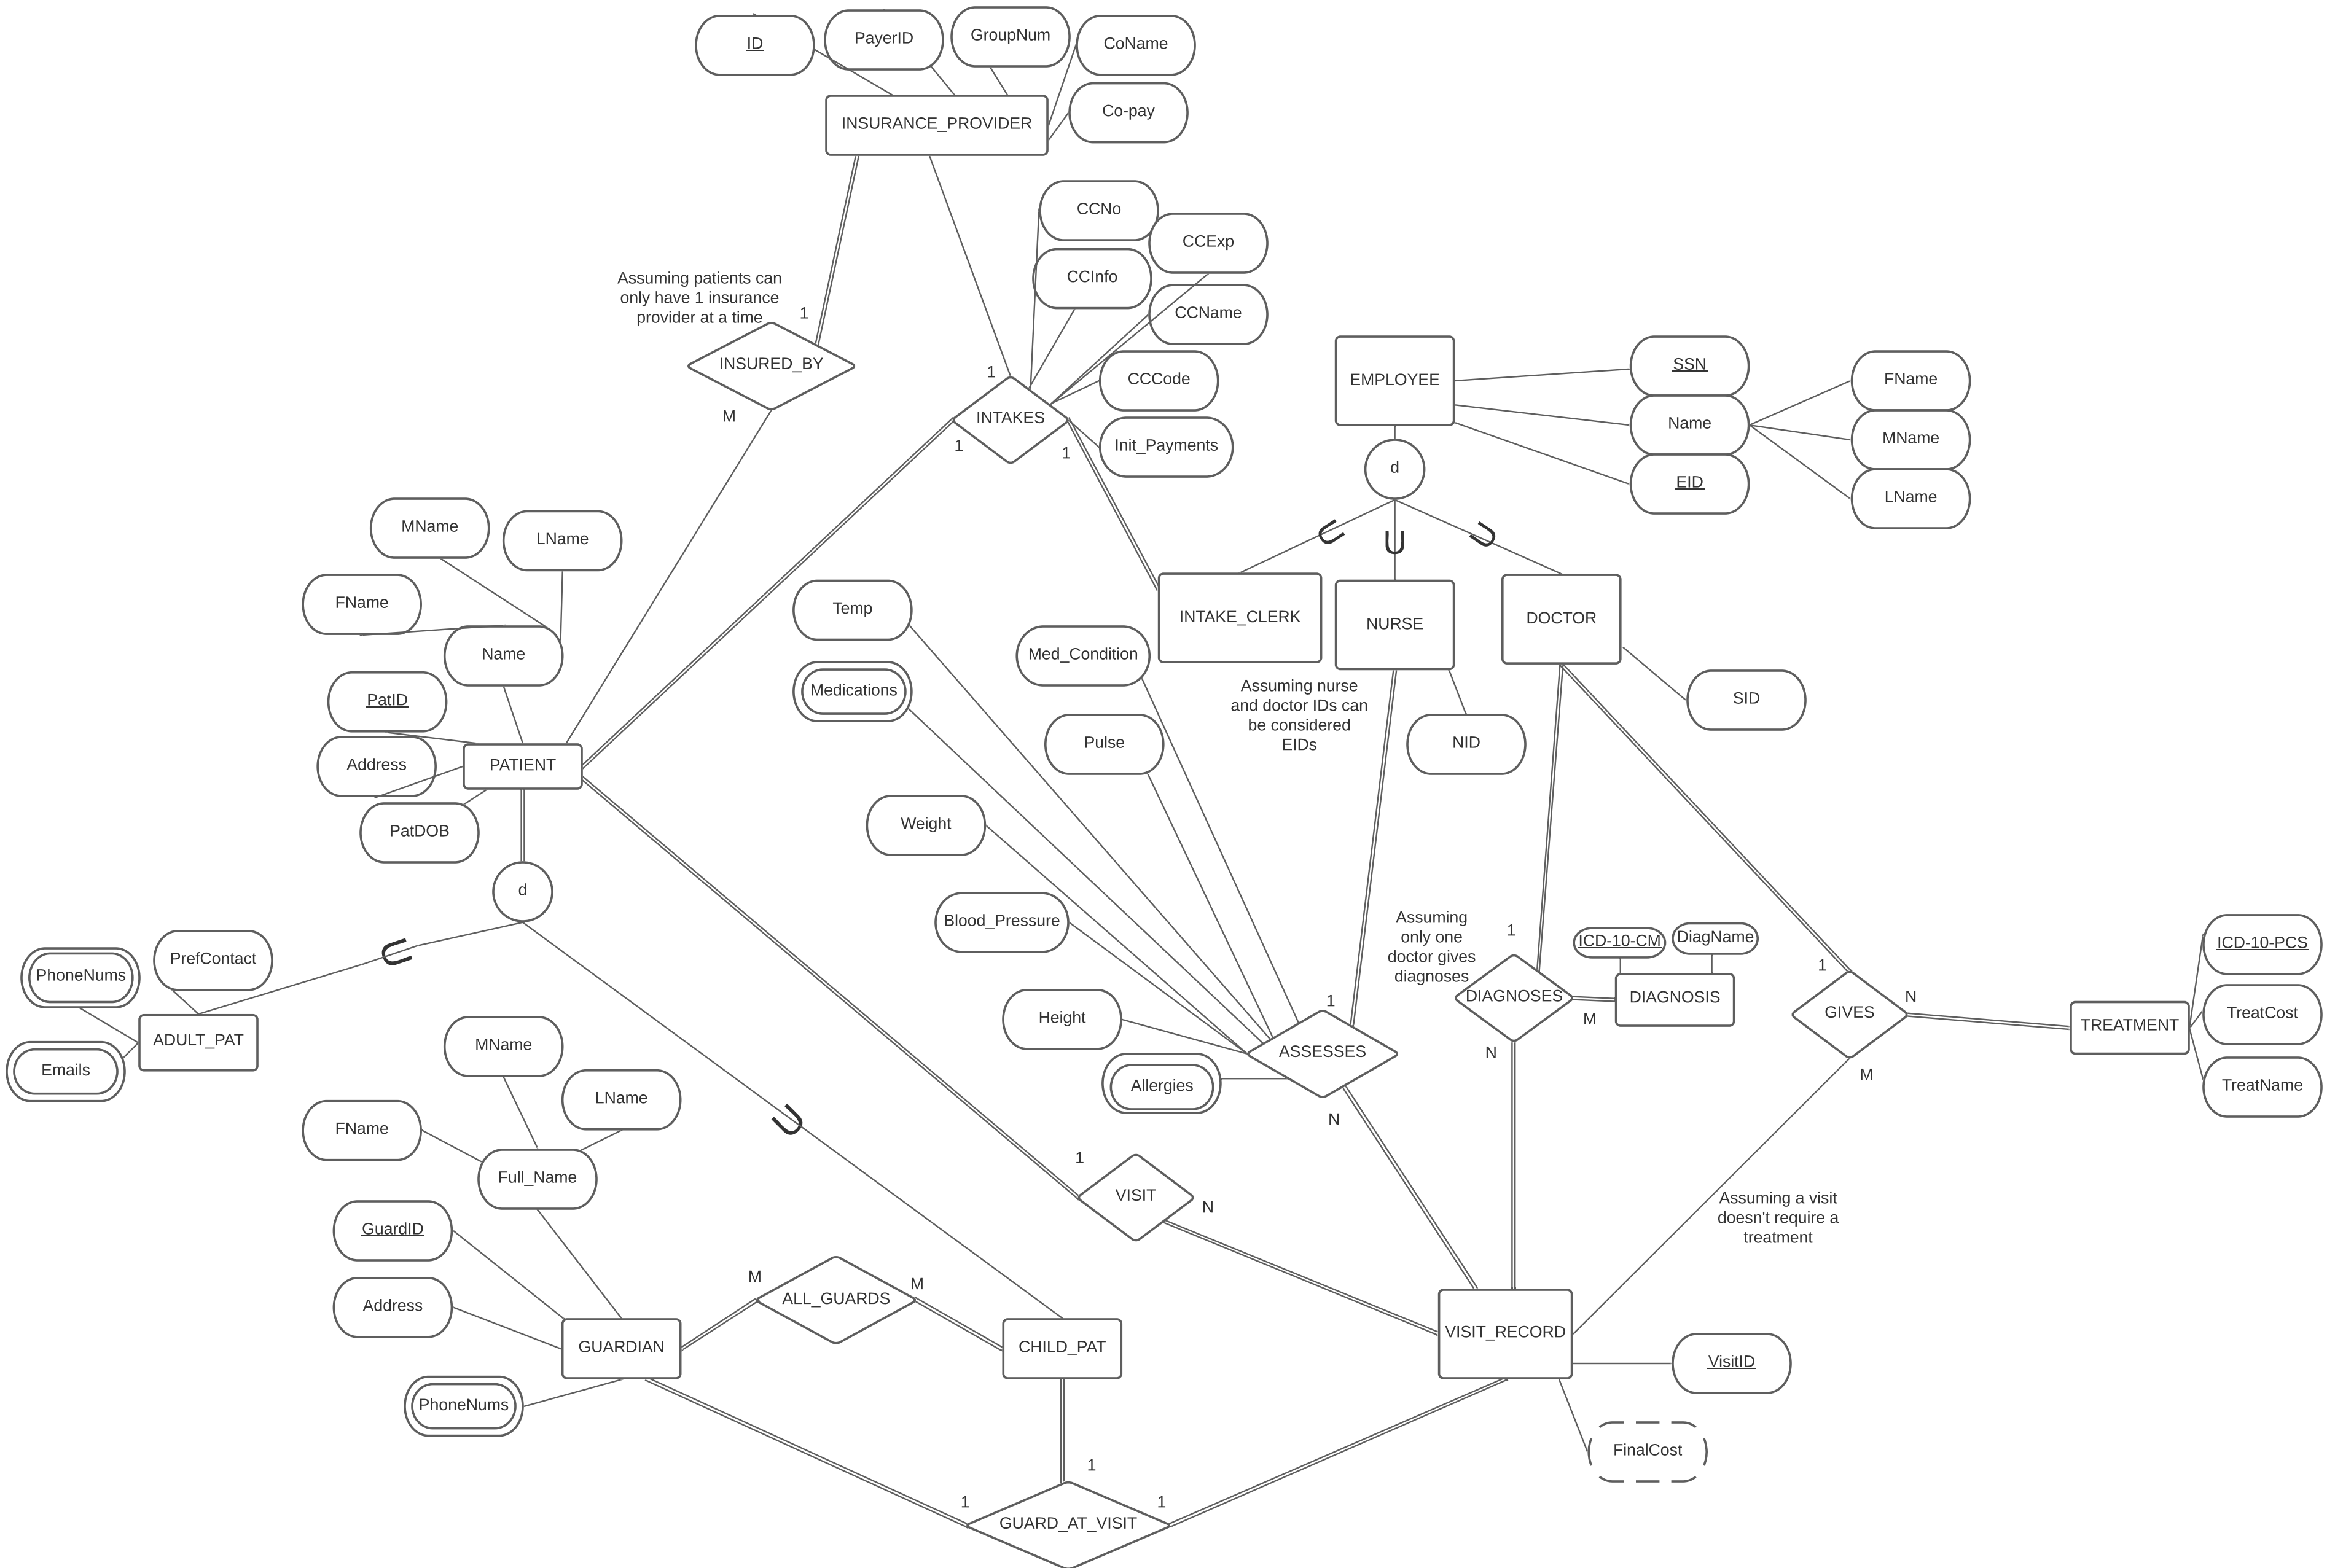 ID
PayerID
GroupNum
CoName
Co-pay
INSURANCE_PROVIDER
CCNo
CCExp
CCInfo
CCName
CCCode
Init_Payments
Assuming patients can
only have 1 insurance
provider at a time
1
INSURED_BY
M
1
INTAKES
1
1
EMPLOYEE
SSN
Name
EID
FName
MName
LName
d
U
U
U
INTAKE_CLERK
NURSE
DOCTOR
SID
NID
Assuming nurse
and doctor IDs can
be considered
EIDs
MName
LName
FName
Name
PatID
Address
PATIENT
PatDOB
d
U
U
PhoneNums
PrefContact
ADULT_PAT
Emails
Temp
Medications
Med_Condition
Pulse
Weight
Blood_Pressure
Height
Allergies
1
ASSESSES
N
Assuming
only one
doctor gives
diagnoses
1
DIAGNOSES
M
N
ICD-10-CM
DiagName
DIAGNOSIS
1
GIVES
N
M
TREATMENT
ICD-10-PCS
TreatCost
TreatName
Assuming a visit
doesn't require a
treatment
1
VISIT
N
MName
LName
FName
Full_Name
GuardID
Address
GUARDIAN
PhoneNums
M
ALL_GUARDS
M
CHILD_PAT
VISIT_RECORD
VisitID
FinalCost
1
1
1
GUARD_AT_VISIT